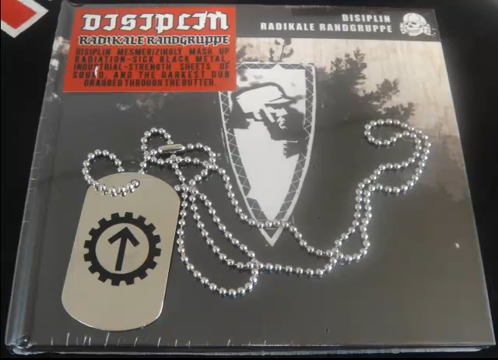 DISIPLIN
RADIKALE RANDGRUPPE
DISIPLIN MESMERIZINGLY MASH UP
RADIATION-SICK BLACK METAL,
INDUSTRIAL-STRENGTH SHEETS OF
SOUND, AND THE DARKEST DUB
DRAGGED THROUGH THE GUTTER.
DISIPLIN
RADIKALE RANDGRUPPE